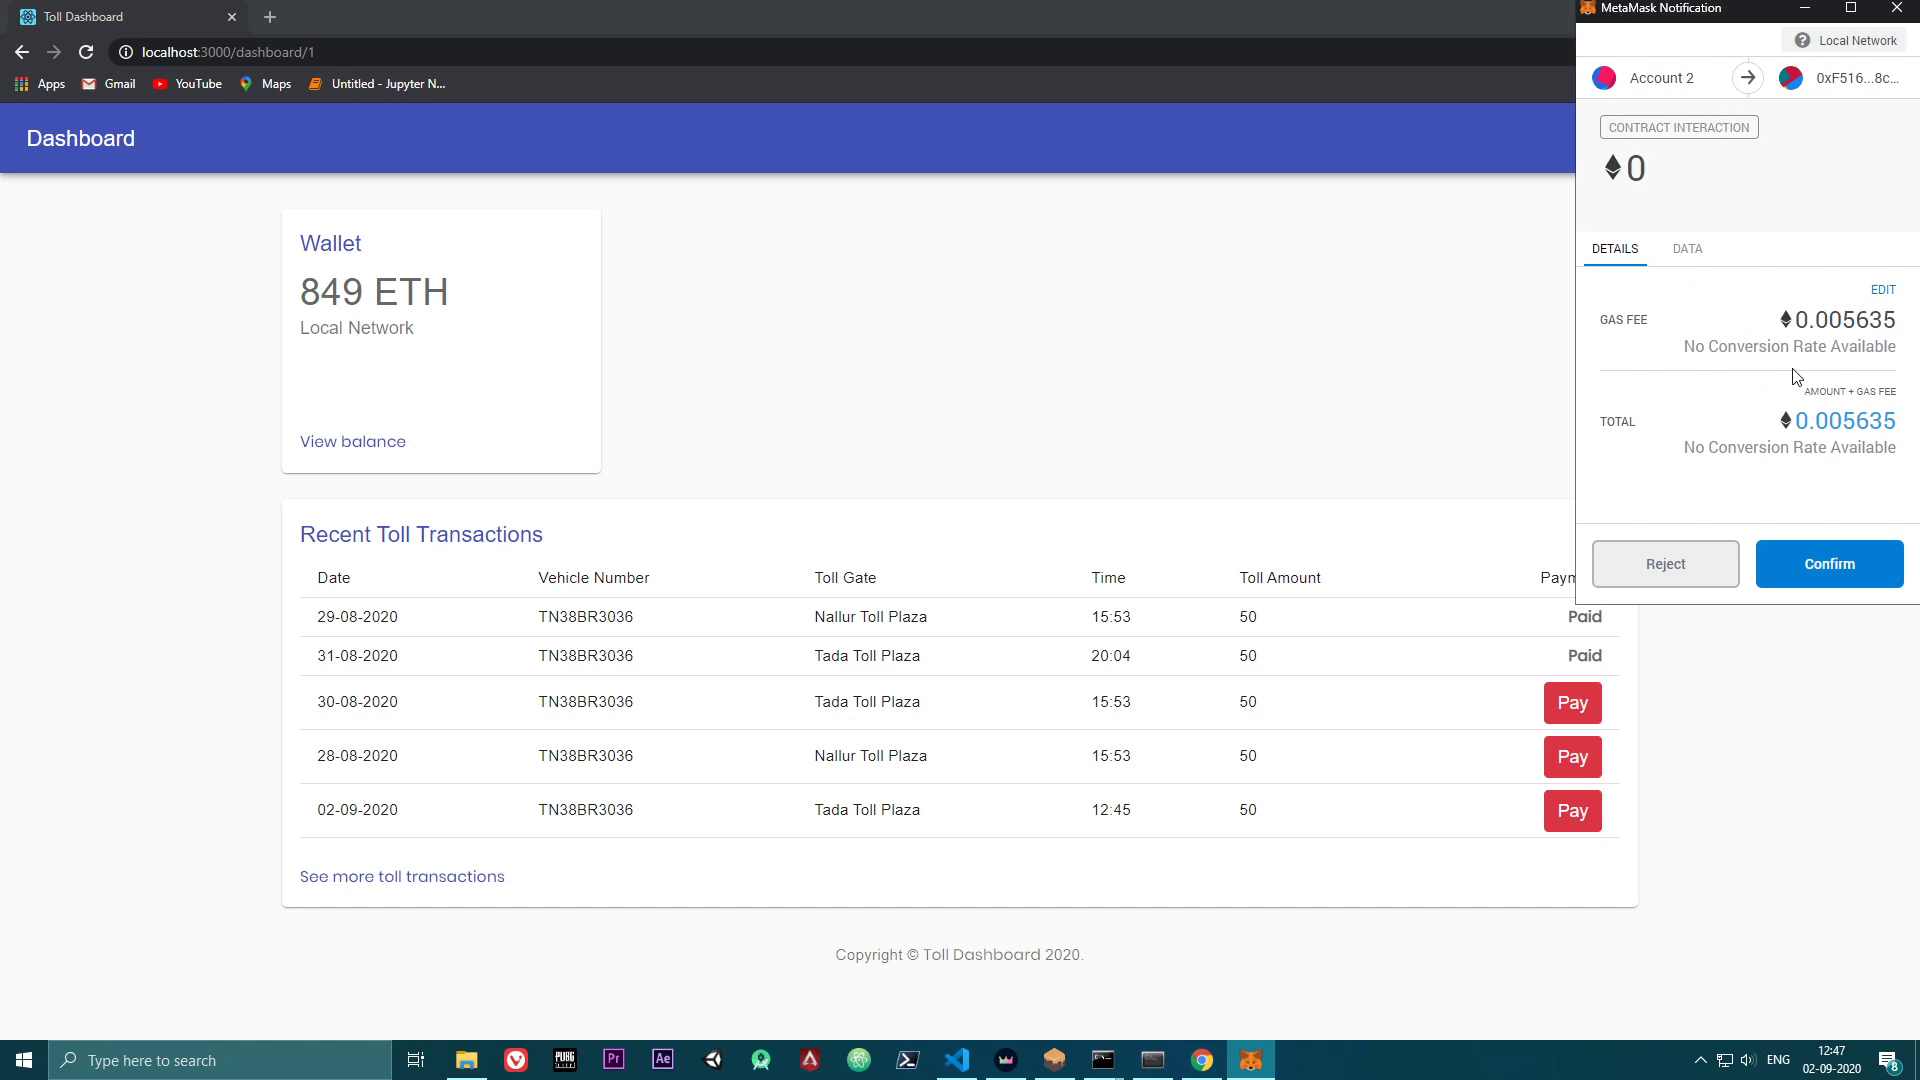 Toll Dashboard
localhost:3000/dashboard/1
Apps
Gmail
YouTube
Maps
Untitled - Jupyter N...
Dashboard
Wallet
849 ETH
Local Network
View balance
Recent Toll Transactions
Date Vehicle Number Toll Gate Time Toll Amount Paym
29-08-2020 TN38BR3036 Nallur Toll Plaza 15:53 50 Paid
31-08-2020 TN38BR3036 Tada Toll Plaza 20:04 50 Paid
30-08-2020 TN38BR3036 Tada Toll Plaza 15:53 50 Pay
28-08-2020 TN38BR3036 Nallur Toll Plaza 15:53 50 Pay
02-09-2020 TN38BR3036 Tada Toll Plaza 12:45 50 Pay
See more toll transactions
Copyright © Toll Dashboard 2020.
MetaMask Notification
Local Network
Account 2
0xF516...8c...
CONTRACT INTERACTION
0
DETAILS DATA
EDIT
GAS FEE 0.005635
No Conversion Rate Available
AMOUNT + GAS FEE
TOTAL 0.005635
No Conversion Rate Available
Reject Confirm
Type here to search
PUBG
Pr
Ae
ENG
12:47
02-09-2020
8